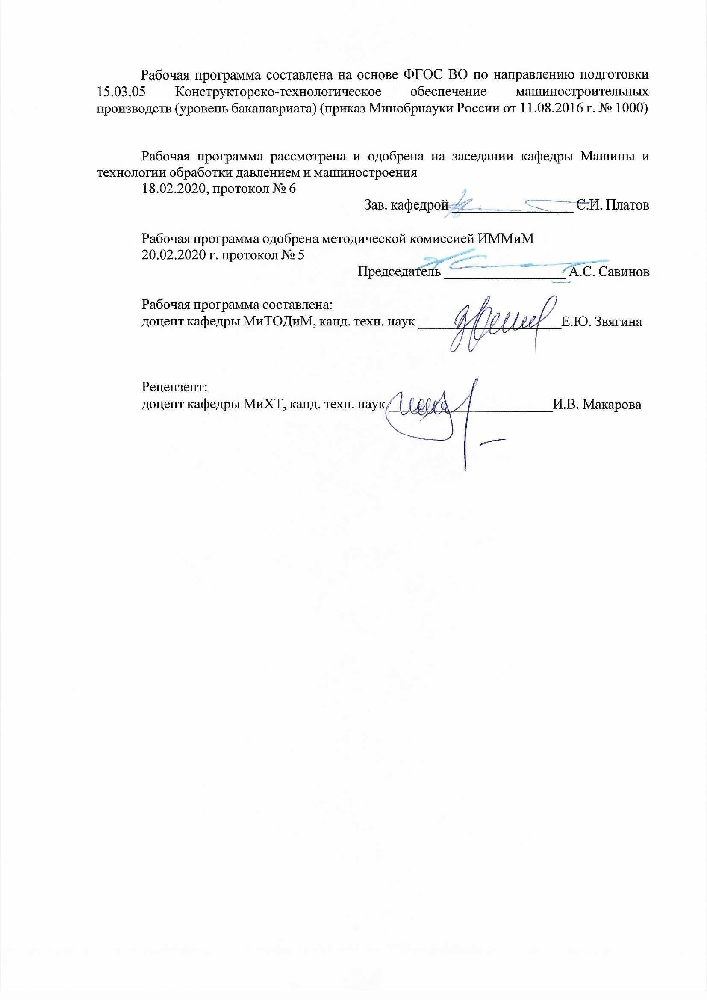 Рабочая программа составлена на основе ФГОС ВО по направлению подготовки
15.03.05 Конструкторско-технологическое обеспечение машиностроительных
производств (уровень бакалавриата) (приказ Минобрнауки России от 11.08.2016 г. № 1000)
Рабочая программа рассмотрена и одобрена на заседании кафедры Машины и
технологии обработки давлением и машиностроения
18.02.2020, протокол № 6
Зав. кафедрой ________________ С.И. Платов
Рабочая программа одобрена методической комиссией ИММиМ
20.02.2020 г. протокол № 5
Председатель ________________ А.С. Савинов
Рабочая программа составлена:
доцент кафедры МиТОДиМ, канд. техн. наук ___________________Е.Ю. Звягина
Рецензент:
доцент кафедры МиХТ, канд. техн. наук ______________________И.В. Макарова